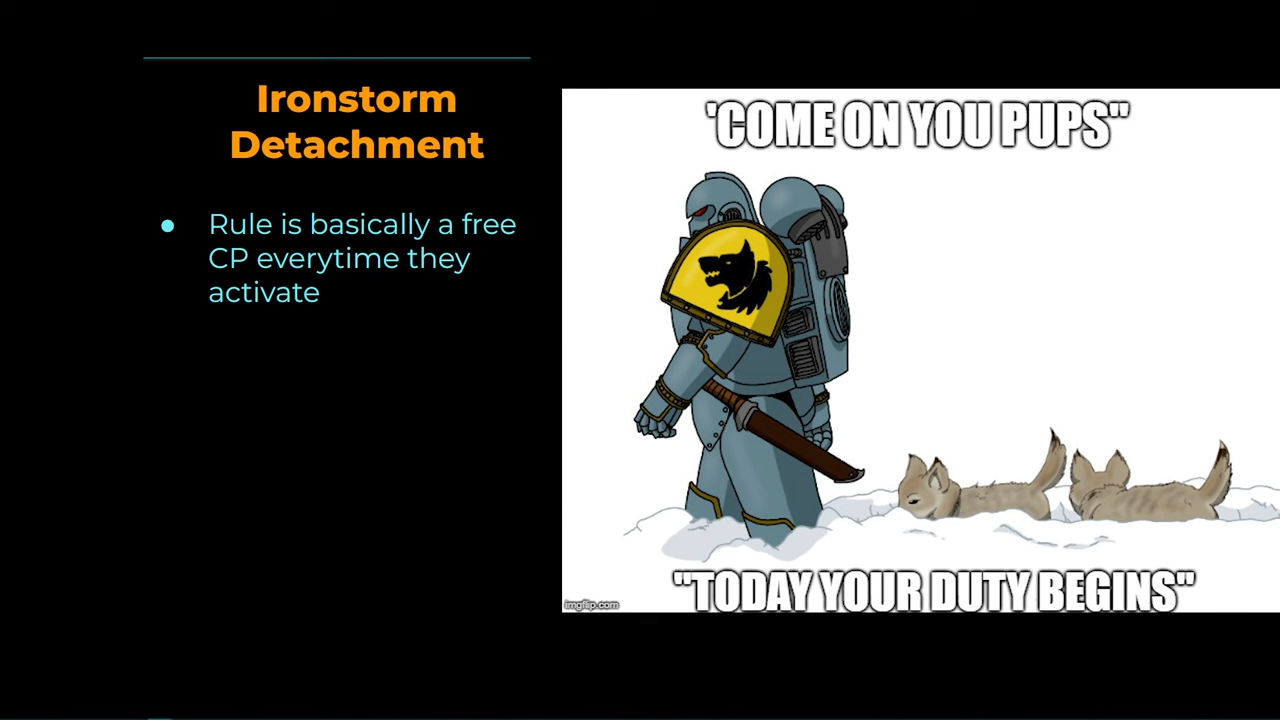 Ironstorm
Detachment
● Rule is basically a free
CP everytime they
activate
'COME ON YOU PUPS"
"TODAY YOUR DUTY BEGINS"
imgflip.com